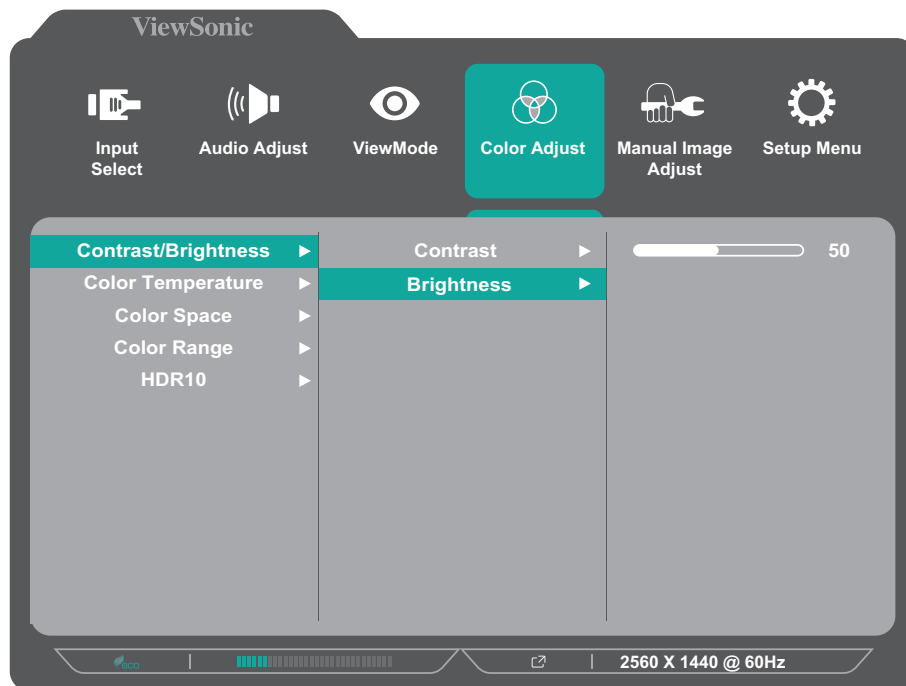 ViewSonic
Input Select
Audio Adjust
ViewMode
Color Adjust
Manual Image Adjust
Setup Menu
Contrast/Brightness
Color Temperature
Color Space
Color Range
HDR10
Contrast
Brightness
50
eco
2560 X 1440 @ 60Hz